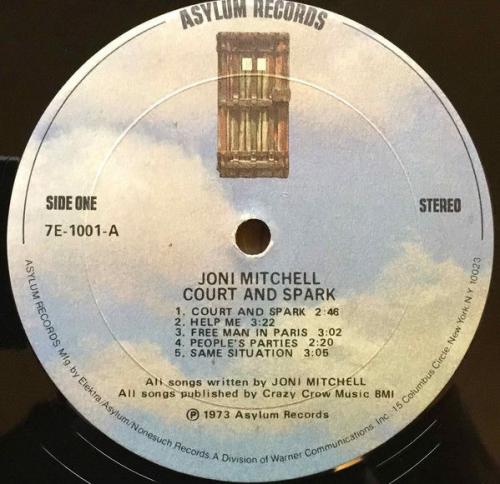 ASYLUM RECORDS
SIDE ONE
STEREO
7E-1001-A
JONI MITCHELL
COURT AND SPARK
1. COURT AND SPARK 2:46
2. HELP ME 3:22
3. FREE MAN IN PARIS 3:02
4. PEOPLE'S PARTIES 2:20
5. SAME SITUATION 3:05
All songs written by JONI MITCHELL
All songs published by Crazy Crow Music BMI
Ⓟ 1973 Asylum Records
ASYLUM RECORDS Mfg. by Elektra/Asylum/Nonesuch Records. A Division of Warner Communications, Inc. · 15 Columbus Circle, New York, N.Y. 10023